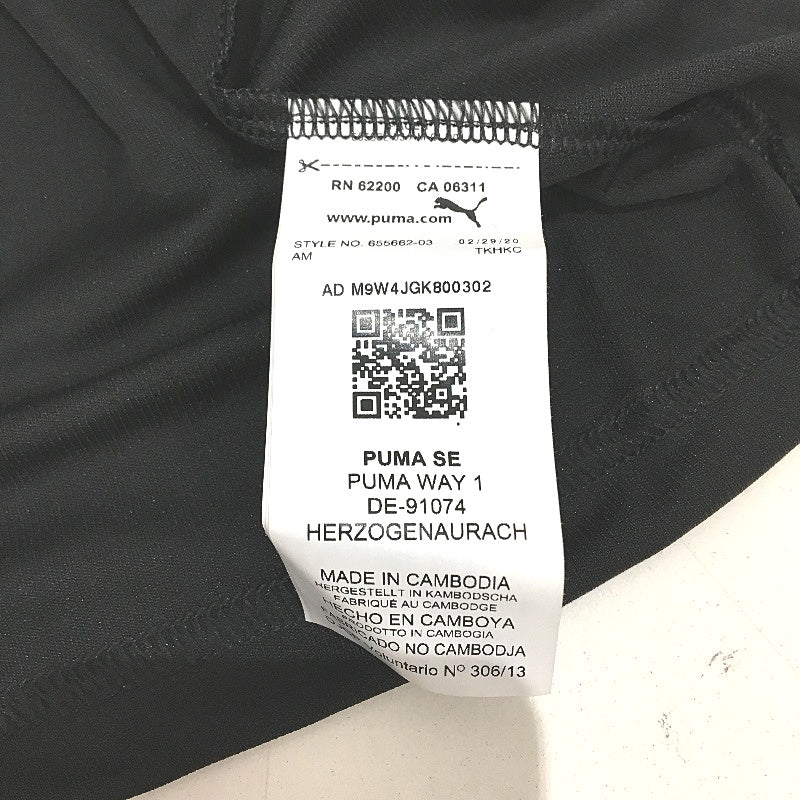 RN 62200 CA 06311
www.puma.com
STYLE NO. 655662-03 02/29/20
AM TKHKC
AD M9W4JGK800302
PUMA SE
PUMA WAY 1
DE-91074
HERZOGENAURACH
MADE IN CAMBODIA
HERGESTELLT IN KAMBODSCHA
FABRIQUÉ AU CAMBODGE
HECHO EN CAMBOYA
PRODOTTO IN CAMBOGIA
NO CAMBODJA
Nº 306/13